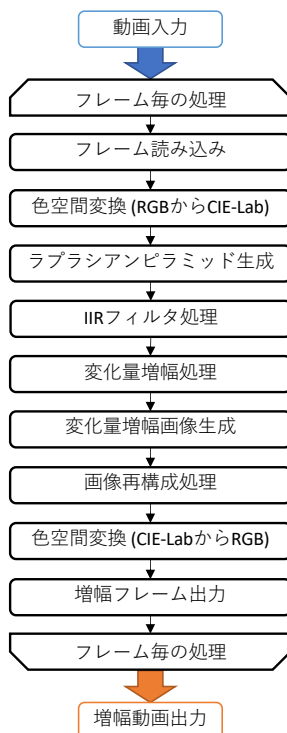 動画入力
フレーム毎の処理
フレーム読み込み
色空間変換 (RGBからCIE-Lab)
ラプラシアンピラミッド生成
IIRフィルタ処理
変化量増幅処理
変化量増幅画像生成
画像再構成処理
色空間変換 (CIE-LabからRGB)
増幅フレーム出力
フレーム毎の処理
増幅動画出力